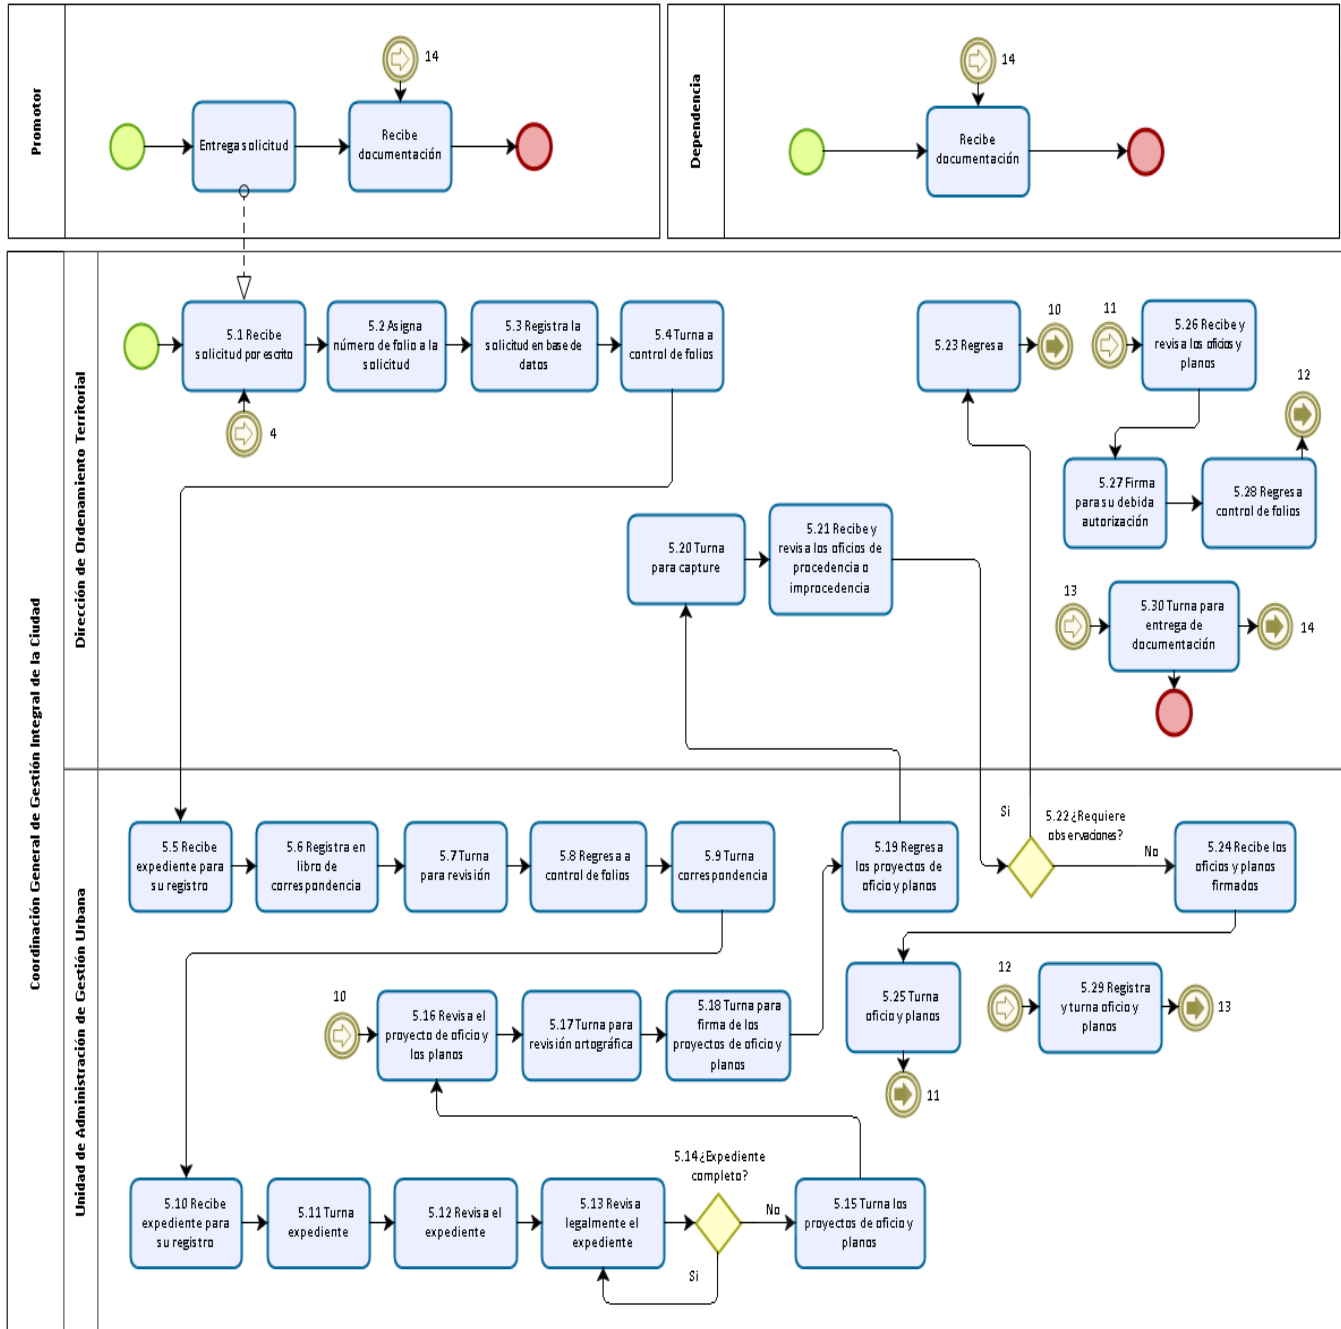 Promotor
14
Entrega solicitud
Recibe
documentación
Dependencia
14
Recibe
documentación
Coordinación General de Gestión Integral de la Ciudad
Dirección de Ordenamiento Territorial
5.1 Recibe
solicitud por escrito
5.2 Asigna
número de folio a la
solicitud
5.3 Registra la
solicitud en base de
datos
5.4 Turna a
control de folios
4
5.23 Regresa
10
11
5.26 Recibe y
revisa los oficios y
planos
12
5.27 Firma
para su debida
autorización
5.28 Regresa
control de folios
5.20 Turna
para capture
5.21 Recibe y
revisa los oficios de
procedencia o
improcedencia
13
5.30 Turna para
entrega de
documentación
14
Unidad de Administración de Gestión Urbana
5.5 Recibe
expediente para
su registro
5.6 Registra en
libro de
correspondencia
5.7 Turna
para revisión
5.8 Regresa a
control de folios
5.9 Turna
correspondencia
5.19 Regresa
los proyectos de
oficio y planos
Si
5.22 ¿Requiere
observaciones?
No
5.24 Recibe los
oficios y planos
firmados
10
5.16 Revisa el
proyecto de oficio y
los planos
5.17 Turna para
revisión ortográfica
5.18 Turna para
firma de los
proyectos de oficio y
planos
5.25 Turna
oficio y planos
11
12
5.29 Registra
y turna oficio y
planos
13
5.10 Recibe
expediente para
su registro
5.11 Turna
expediente
5.12 Revisa el
expediente
5.13 Revisa
legalmente el
expediente
5.14 ¿Expediente
completo?
No
Si
5.15 Turna los
proyectos de oficio y
planos